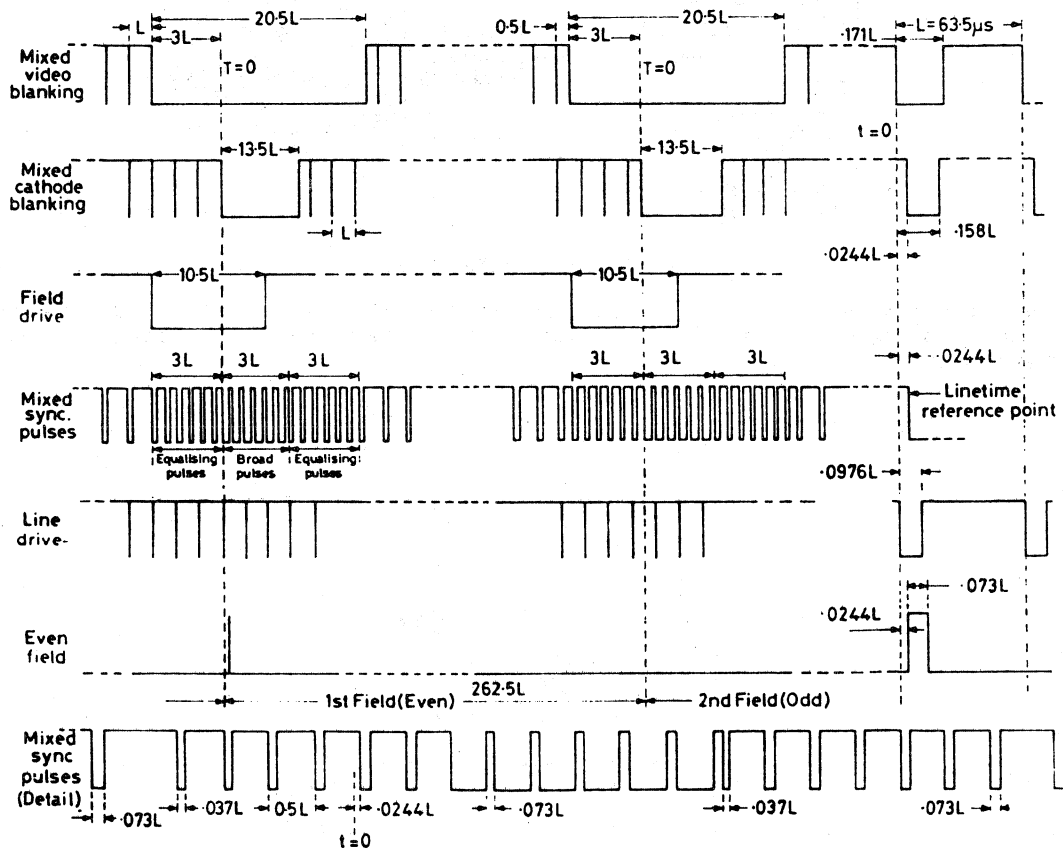 20·5L
20·5L
L
3L
0·5L
3L
·171L
L=63·5µs
Mixed
video
blanking
T=0
T=0
t=0
13·5L
13·5L
Mixed
cathode
blanking
L
·158L
·0244L
10·5L
10·5L
Field
drive
3L
3L
3L
3L
3L
3L
·0244L
Mixed
sync.
pulses
Linetime
reference point
Equalising
pulses
Broad
pulses
Equalising
pulses
·0976L
Line
drive-
·073L
·0244L
Even
field
262·5L
1st Field(Even)
2nd Field(Odd)
Mixed
sync
pulses
(Detail)
·073L
·037L
0·5L
·0244L
·073L
·037L
·073L
t=0